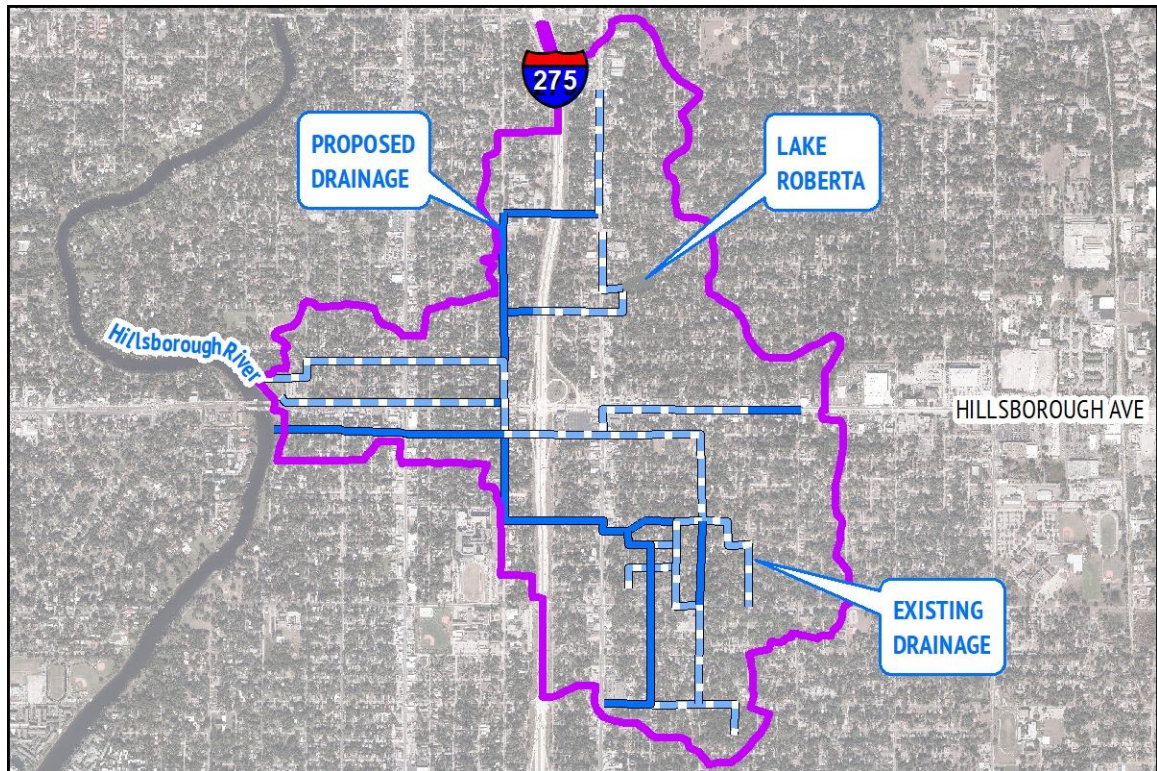 275
PROPOSED
DRAINAGE
LAKE
ROBERTA
Hillsborough River
HILLSBOROUGH AVE
EXISTING
DRAINAGE